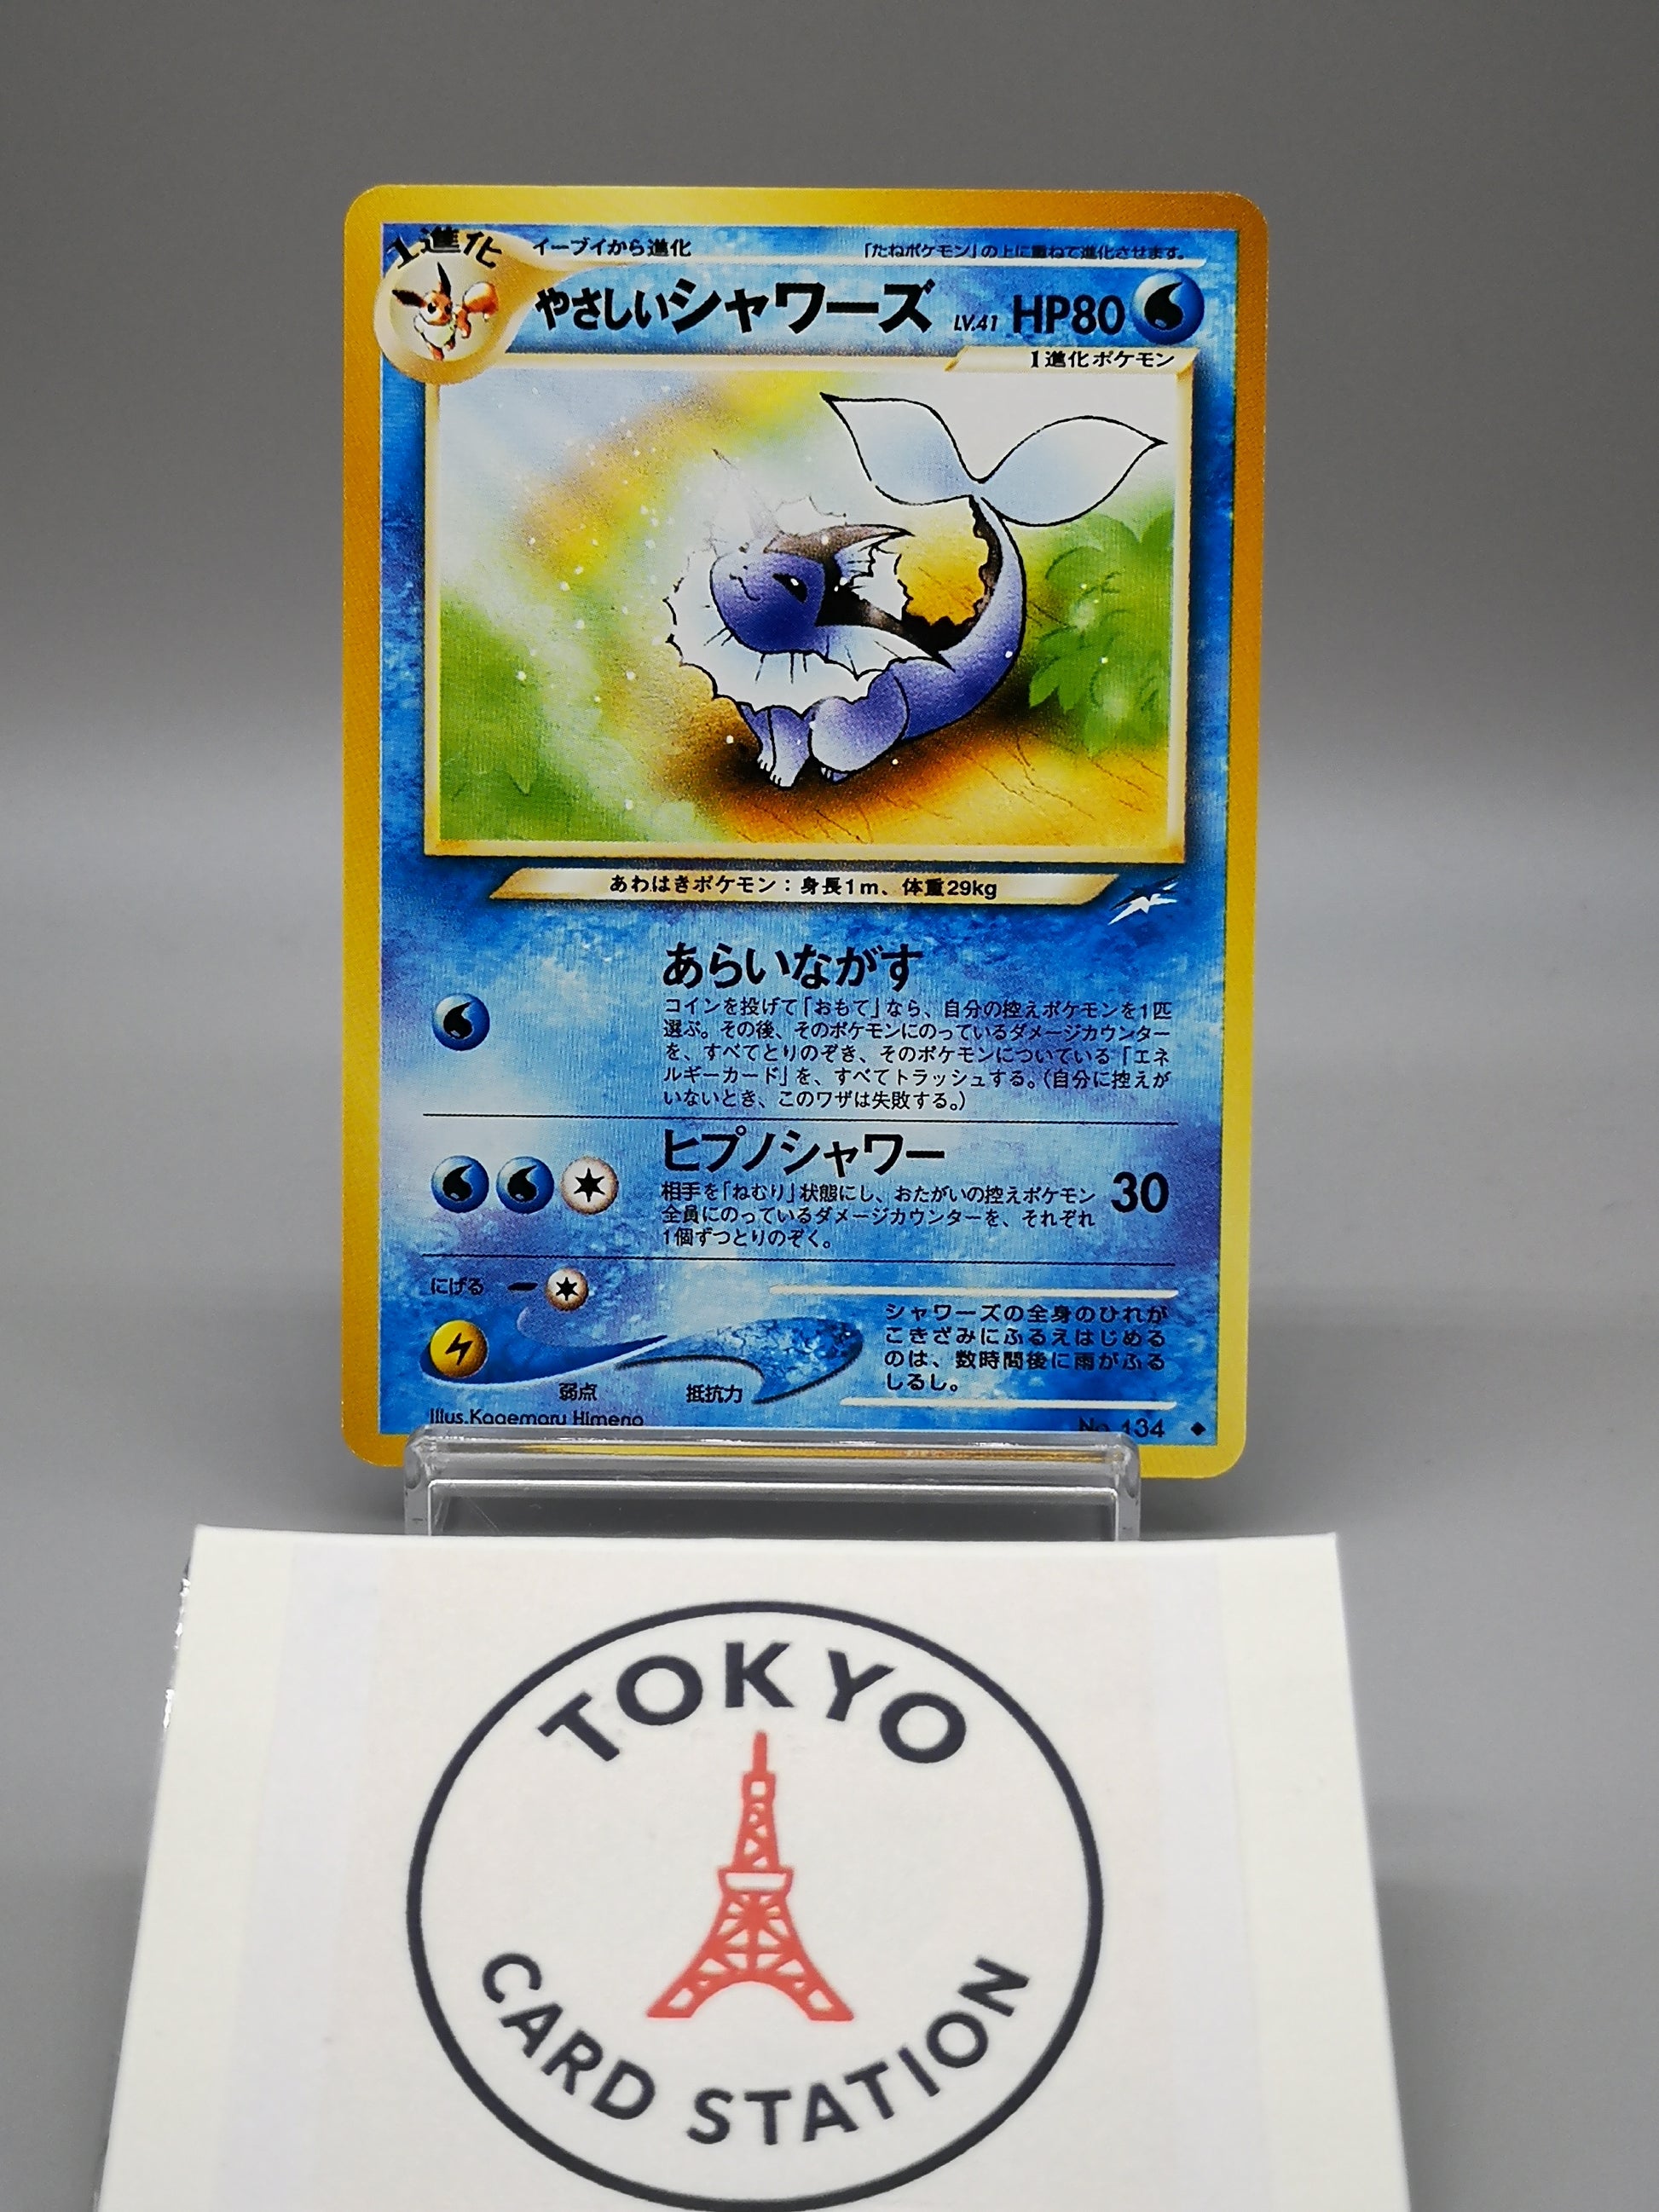 1進化
イーブイから進化
「たねポケモン」の上に重ねて進化させます。
やさしいシャワーズ LV.41 HP80
1進化ポケモン
あわはきポケモン：身長1m、体重29kg
あらいながす
コインを投げて「おもて」なら、自分の控えポケモンを1匹
選ぶ。その後、そのポケモンにのっているダメージカウンター
を、すべてとりのぞき、そのポケモンについている「エネ
ルギーカード」を、すべてトラッシュする。（自分に控えが
いないとき、このワザは失敗する。）
ヒプノシャワー 30
相手を「ねむり」状態にし、おたがいの控えポケモン
全員にのっているダメージカウンターを、それぞれ
1個ずつとりのぞく。
にげる
弱点
抵抗力
シャワーズの全身のひれが
こきざみにふるえはじめる
のは、数時間後に雨がふる
しるし。
Illus.Kagemaru Himeno
No.134
TOKYO
CARD STATION